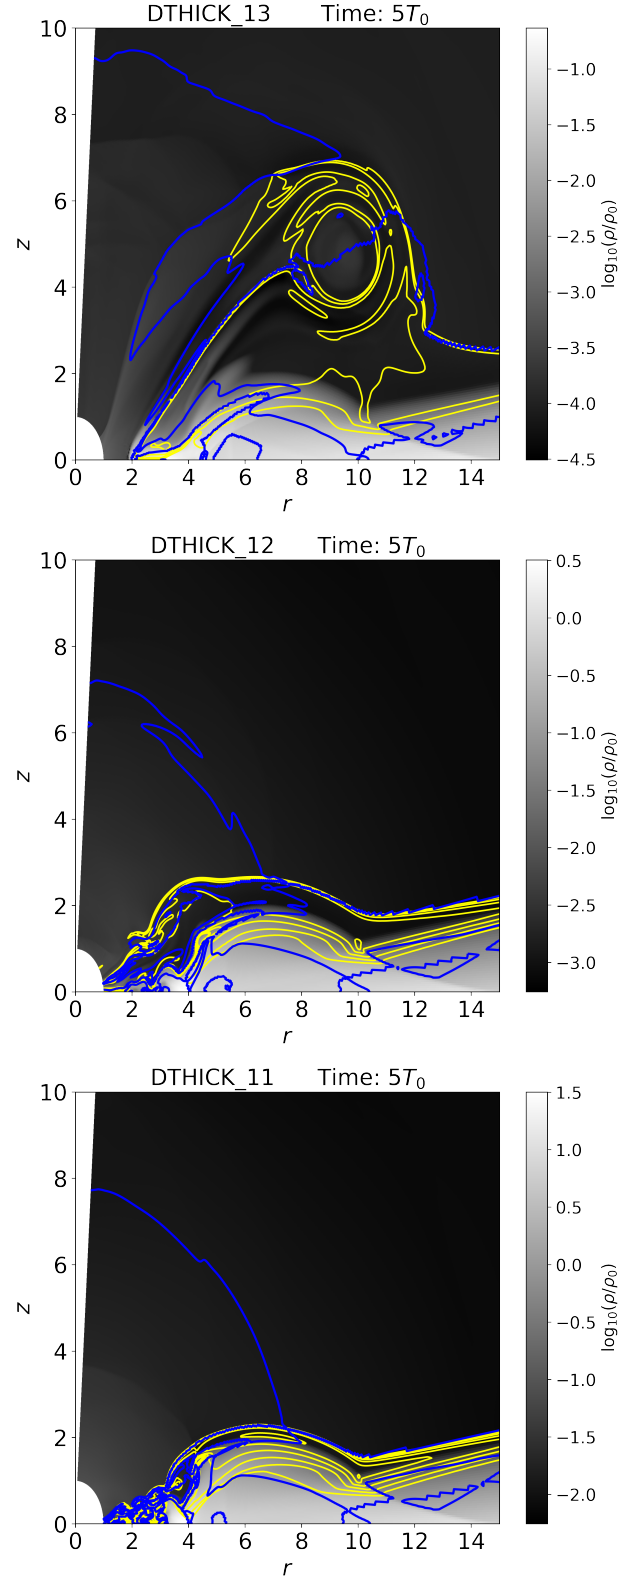 DTHICK_13 Time: 5T₀
10
8
6
4
2
0
z
0 2 4 6 8 10 12 14
r
−1.0
−1.5
−2.0
−2.5
−3.0
−3.5
−4.0
−4.5
log₁₀(ρ/ρ₀)
DTHICK_12 Time: 5T₀
10
8
6
4
2
0
z
0 2 4 6 8 10 12 14
r
0.5
0.0
−0.5
−1.0
−1.5
−2.0
−2.5
−3.0
log₁₀(ρ/ρ₀)
DTHICK_11 Time: 5T₀
10
8
6
4
2
0
z
0 2 4 6 8 10 12 14
r
1.5
1.0
0.5
0.0
−0.5
−1.0
−1.5
−2.0
log₁₀(ρ/ρ₀)